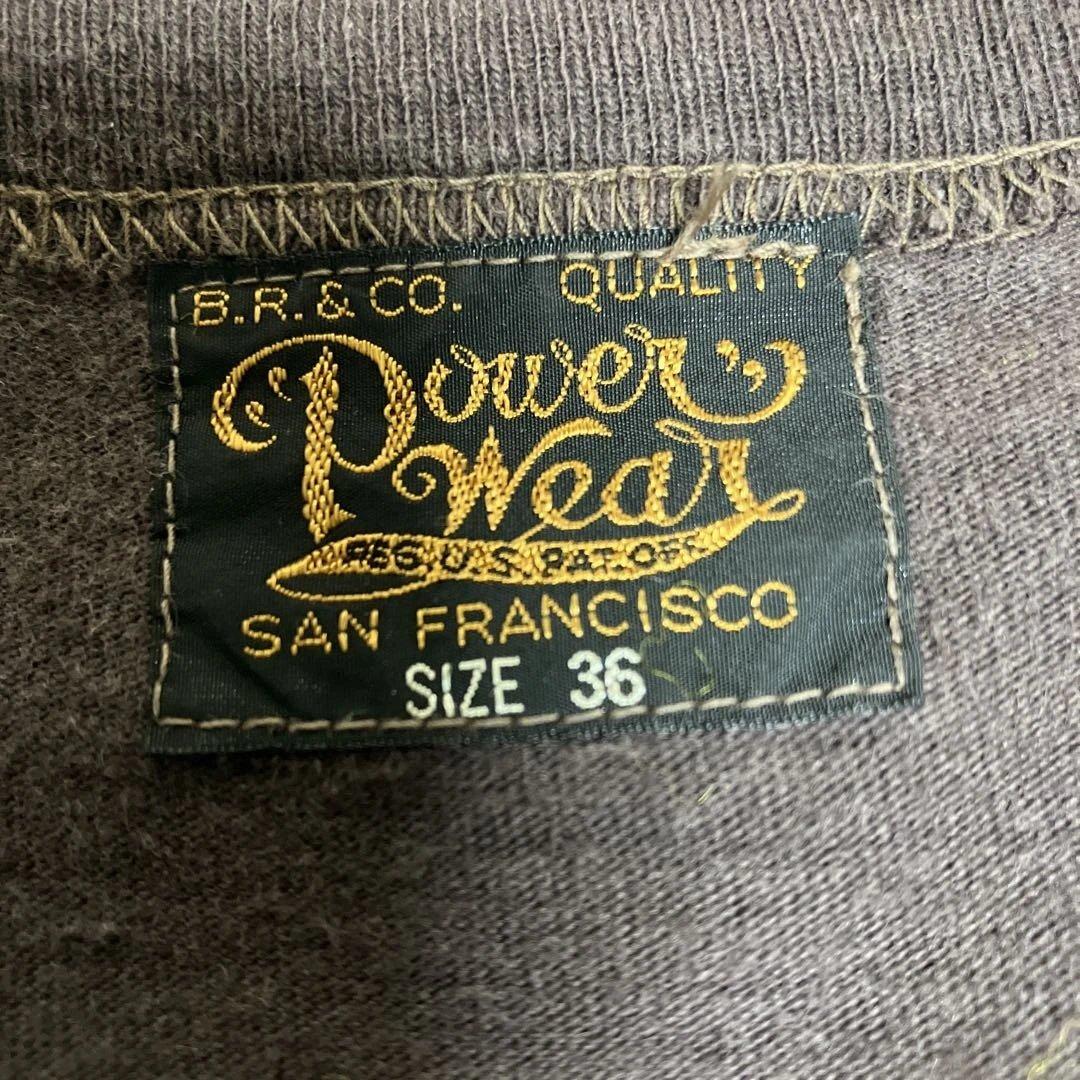 B.R.& CO. QUALITY
Power
Wear
REG. U.S. PAT. OFF.
SAN FRANCISCO
SIZE 36